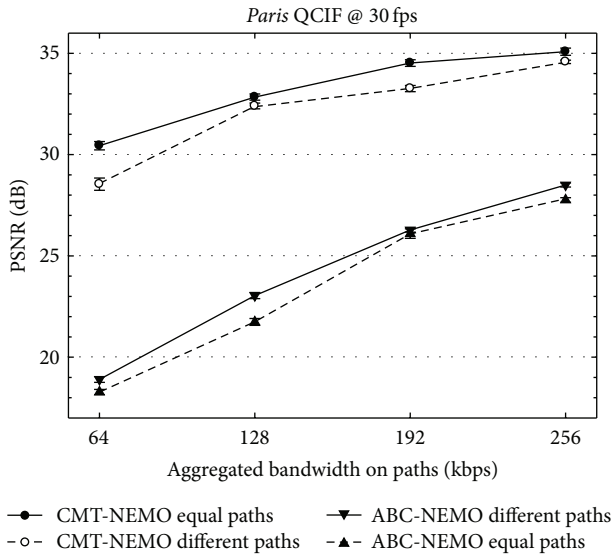 Paris QCIF @ 30 fps
35
30
25
20
PSNR (dB)
64 128 192 256
Aggregated bandwidth on paths (kbps)
CMT-NEMO equal paths
CMT-NEMO different paths
ABC-NEMO different paths
ABC-NEMO equal paths